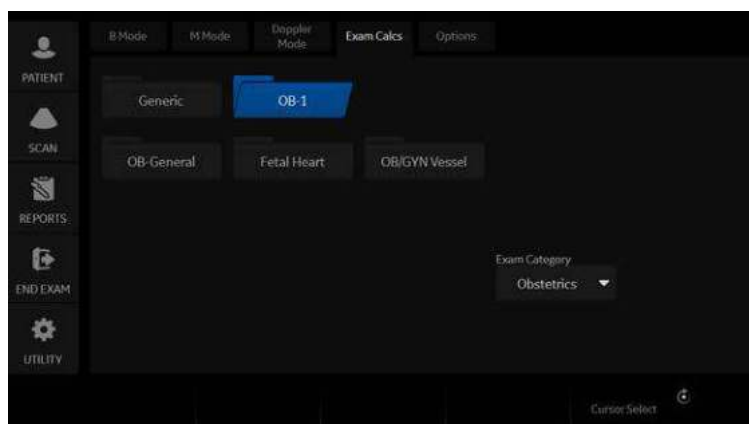 B Mode
M Mode
Doppler
Mode
Exam Calcs
Options
PATIENT
Generic
OB-1
SCAN
OB-General
Fetal Heart
OB/GYN Vessel
REPORTS
END EXAM
Exam Category
Obstetrics
UTILITY
Cursor Select